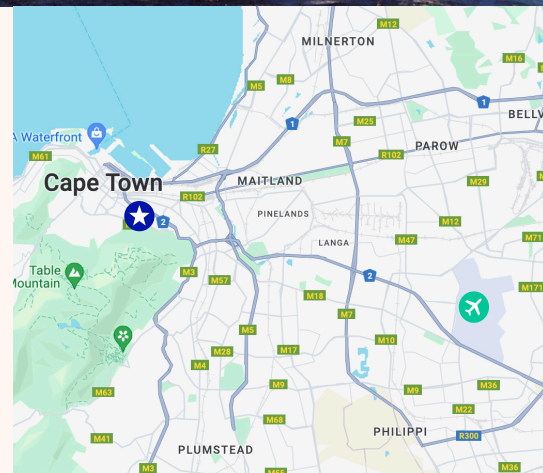 M12
MILNERTON
M16
M5
M8
1
BELLV
1
M25
A Waterfront
R27
M7
PAROW
M61
R102
Cape Town
MAITLAND
M29
R102
PINELANDS
2
M12
LANGA
M47
M71
Table
Mountain
M3
2
M57
M171
M18
M7
M5
M10
M28
M17
M4
M9
M36
M63
M9
M22
M68
M41
PHILIPPI
R300
PLUMSTEAD
M3
M55
M36